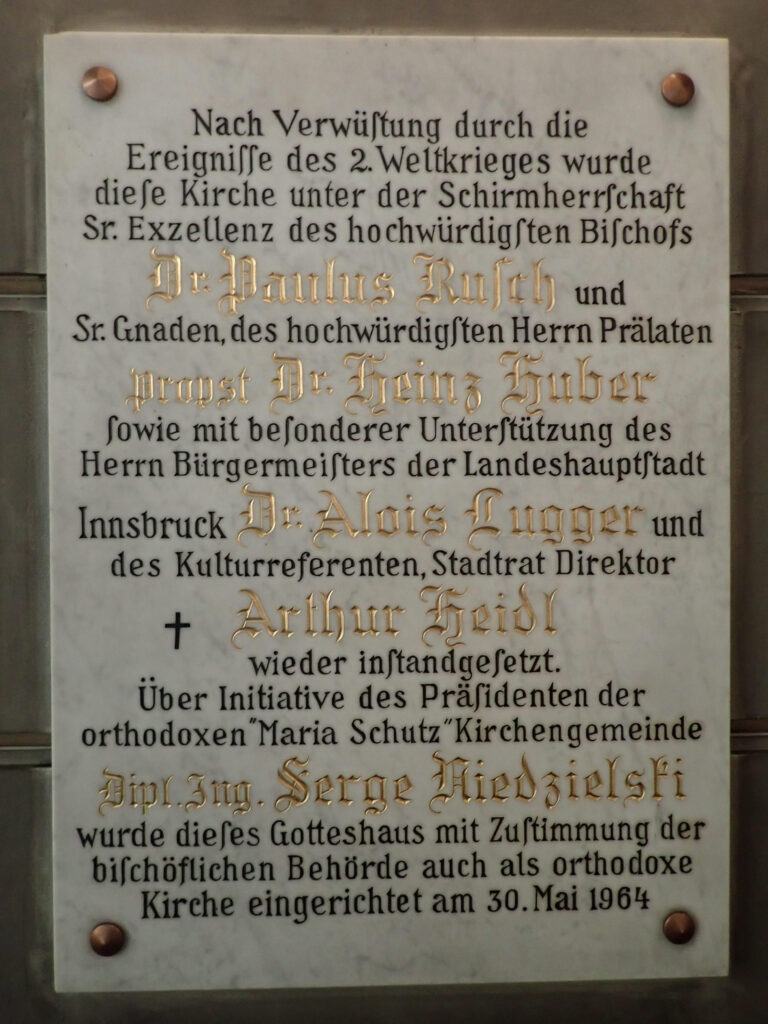 Nach Verwüſtung durch die
Ereigniſſe des 2. Weltkrieges wurde
dieſe Kirche unter der Schirmherrſchaft
Sr. Exzellenz des hochwürdigſten Biſchofs
Dr. Paulus Ruſch und
Sr. Gnaden, des hochwürdigſten Herrn Prälaten
Propst Dr. Heinz Huber
ſowie mit beſonderer Unterſtützung des
Herrn Bürgermeiſters der Landeshauptſtadt
Innsbruck Dr. Alois Lugger und
des Kulturreferenten, Stadtrat Direktor
† Arthur Heidl
wieder inſtandgeſetzt.
Über Initiative des Präſidenten der
orthodoxen "Maria Schutz" Kirchengemeinde
Dipl. Ing. Serge Niedzielski
wurde dieſes Gotteshaus mit Zuſtimmung der
biſchöflichen Behörde auch als orthodoxe
Kirche eingerichtet am 30. Mai 1964